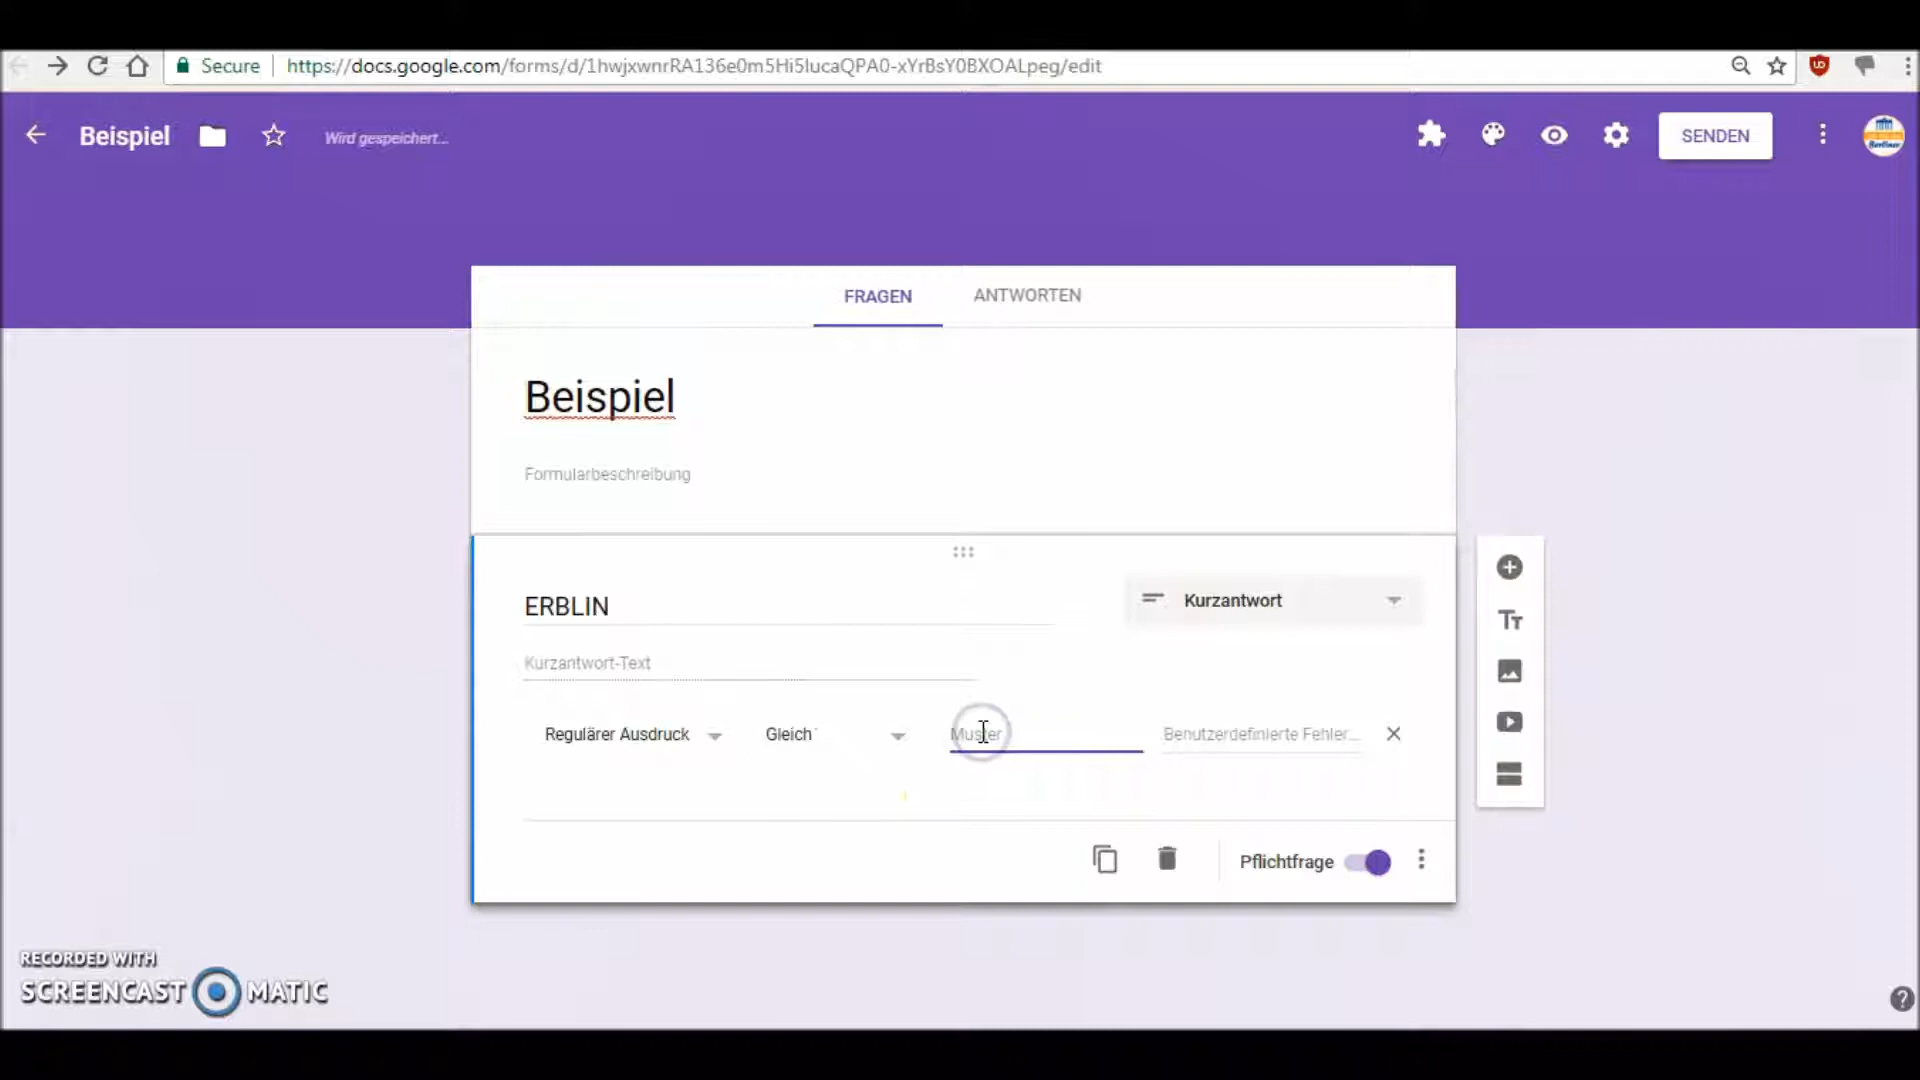 Secure https://docs.google.com/forms/d/1hwjxwnrRA136e0m5Hi5lucaQPA0-xYrBsY0BXOALpeg/edit
Beispiel
Wird gespeichert...
SENDEN
Berliner
FRAGEN
ANTWORTEN
Beispiel
Formularbeschreibung
ERBLIN
Kurzantwort
Kurzantwort-Text
Regulärer Ausdruck
Gleich
Muster
Benutzerdefinierte Fehler...
Pflichtfrage
RECORDED WITH
SCREENCAST MATIC